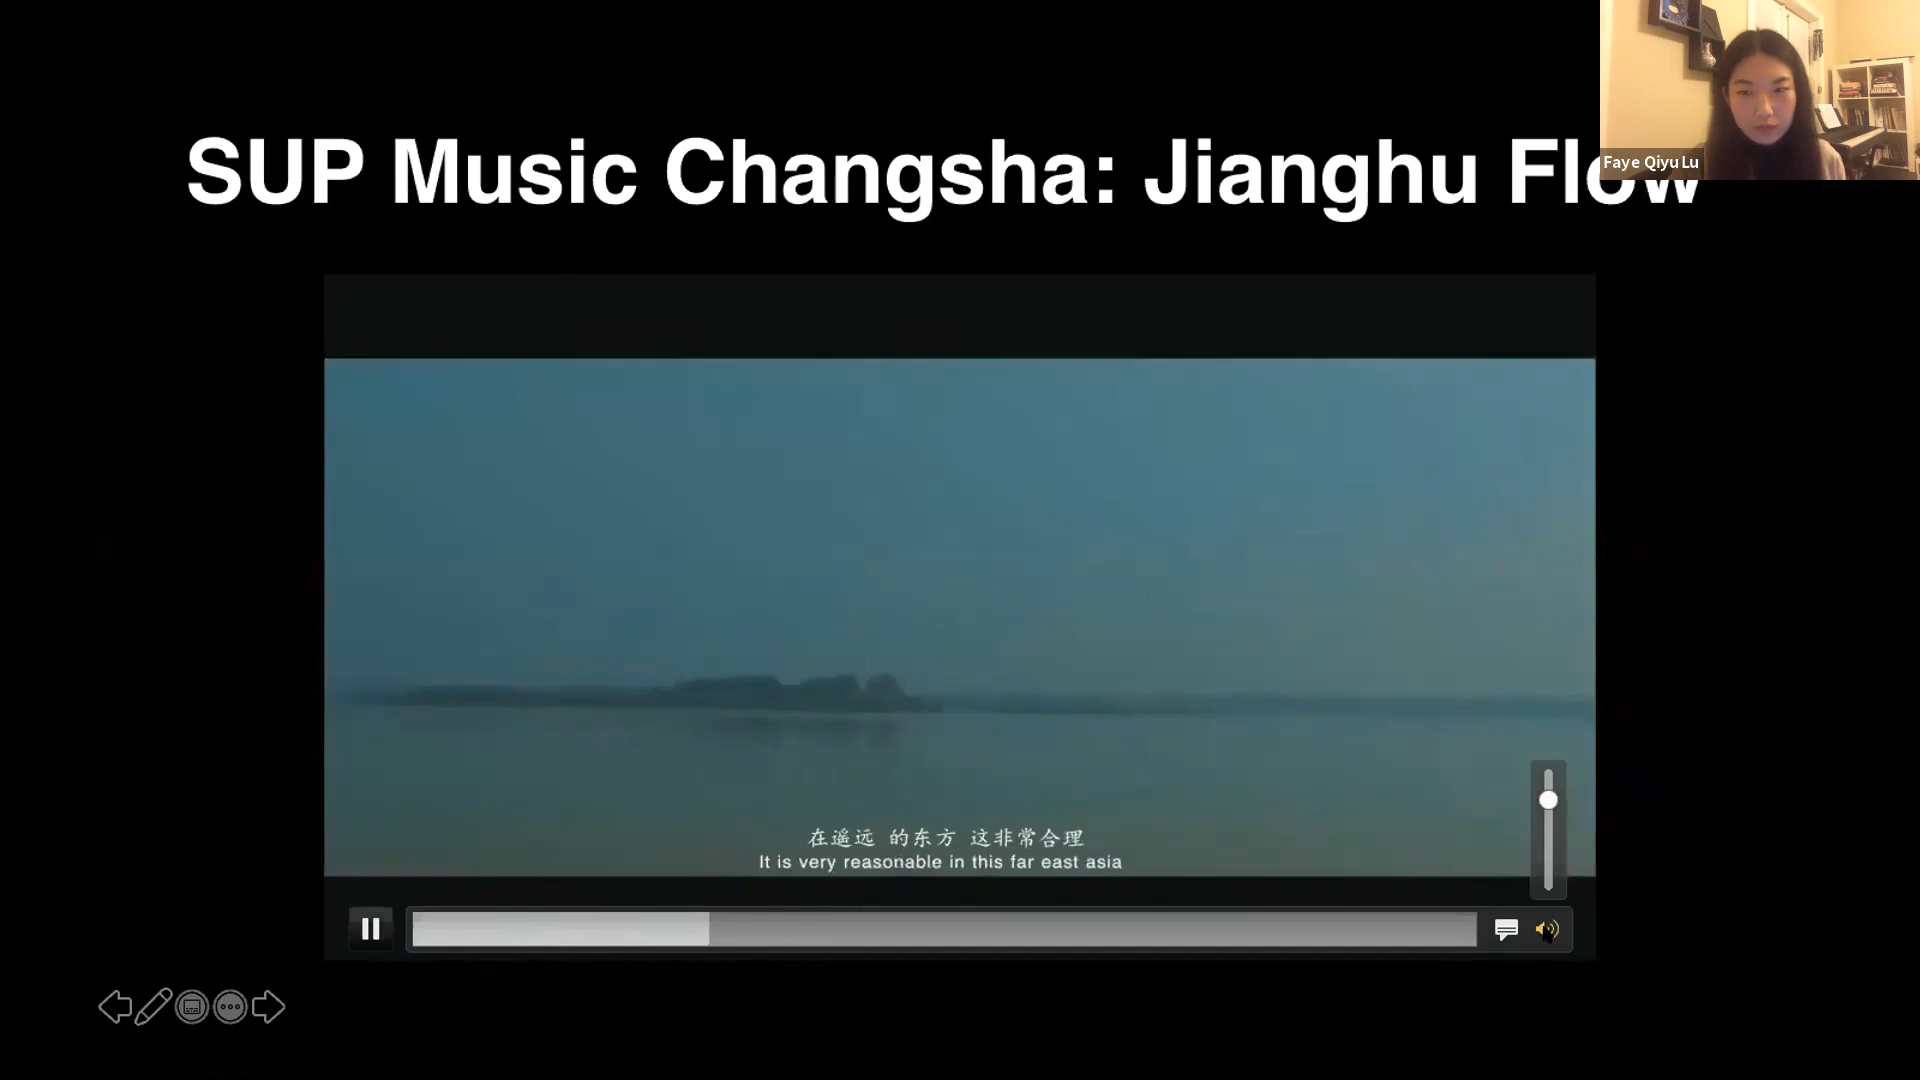 SUP Music Changsha: Jianghu Flow
Faye Qiyu Lu
在遥远 的东方 这非常合理
It is very reasonable in this far east asia